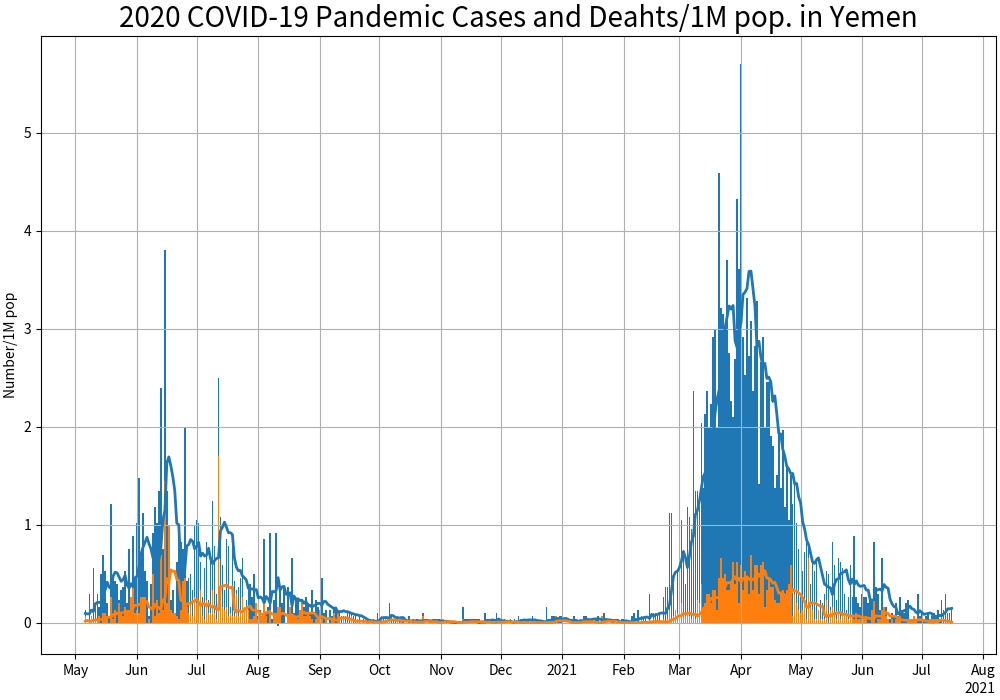 2020 COVID-19 Pandemic Cases and Deahts/1M pop. in Yemen
Number/1M pop
5
4
3
2
1
0
May Jun Jul Aug Sep Oct Nov Dec 2021 Feb Mar Apr May Jun Jul Aug
2021